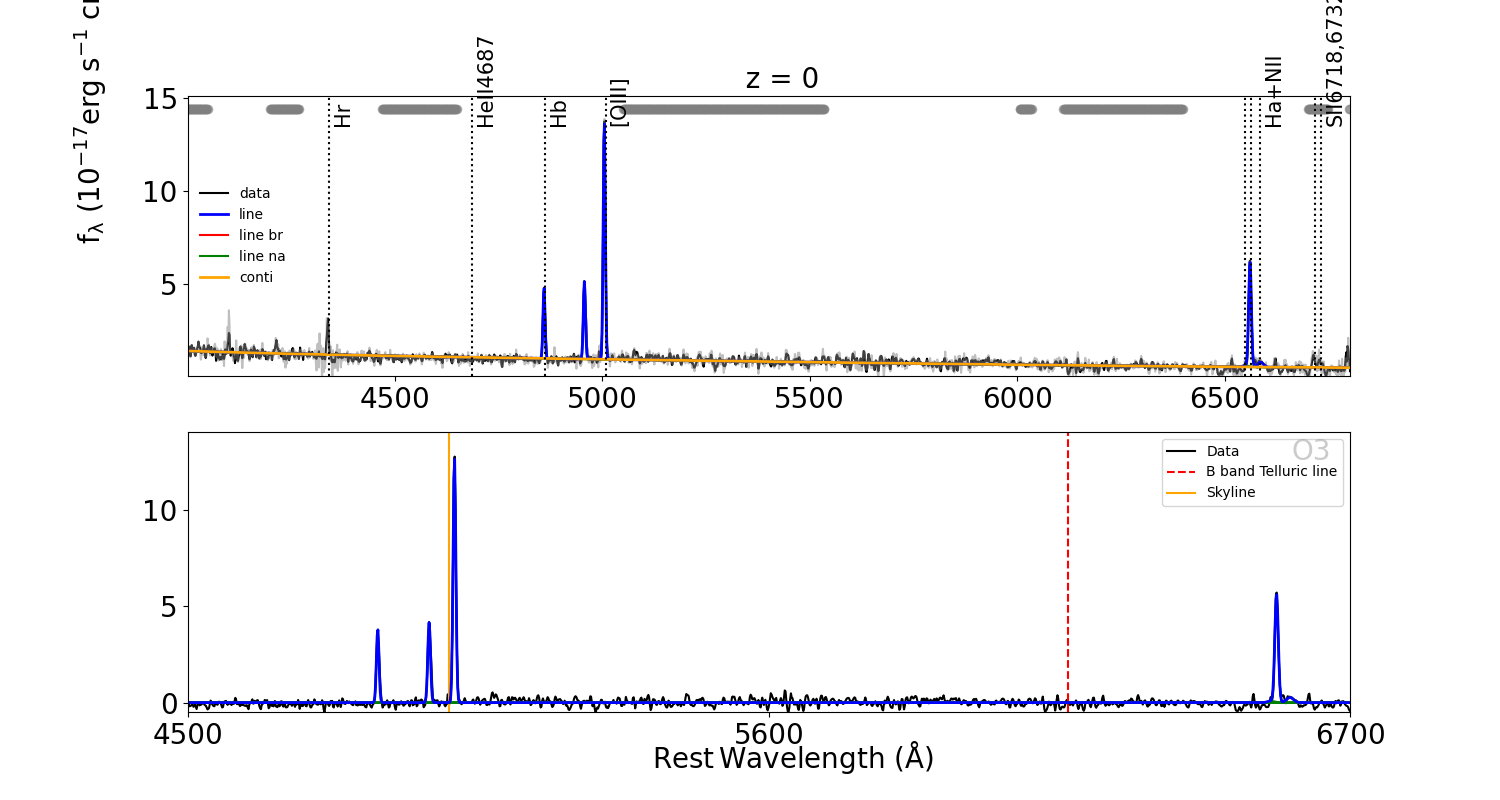 z = 0
f_λ (10^−17 erg s^−1 c
Hr
HeII4687
Hb
[OIII]
Ha+NII
SII6718,6732
15
10
5
data
line
line br
line na
conti
4500 5000 5500 6000 6500
O3
Data
B band Telluric line
Skyline
10
5
0
4500 5600 6700
Rest Wavelength (Å)